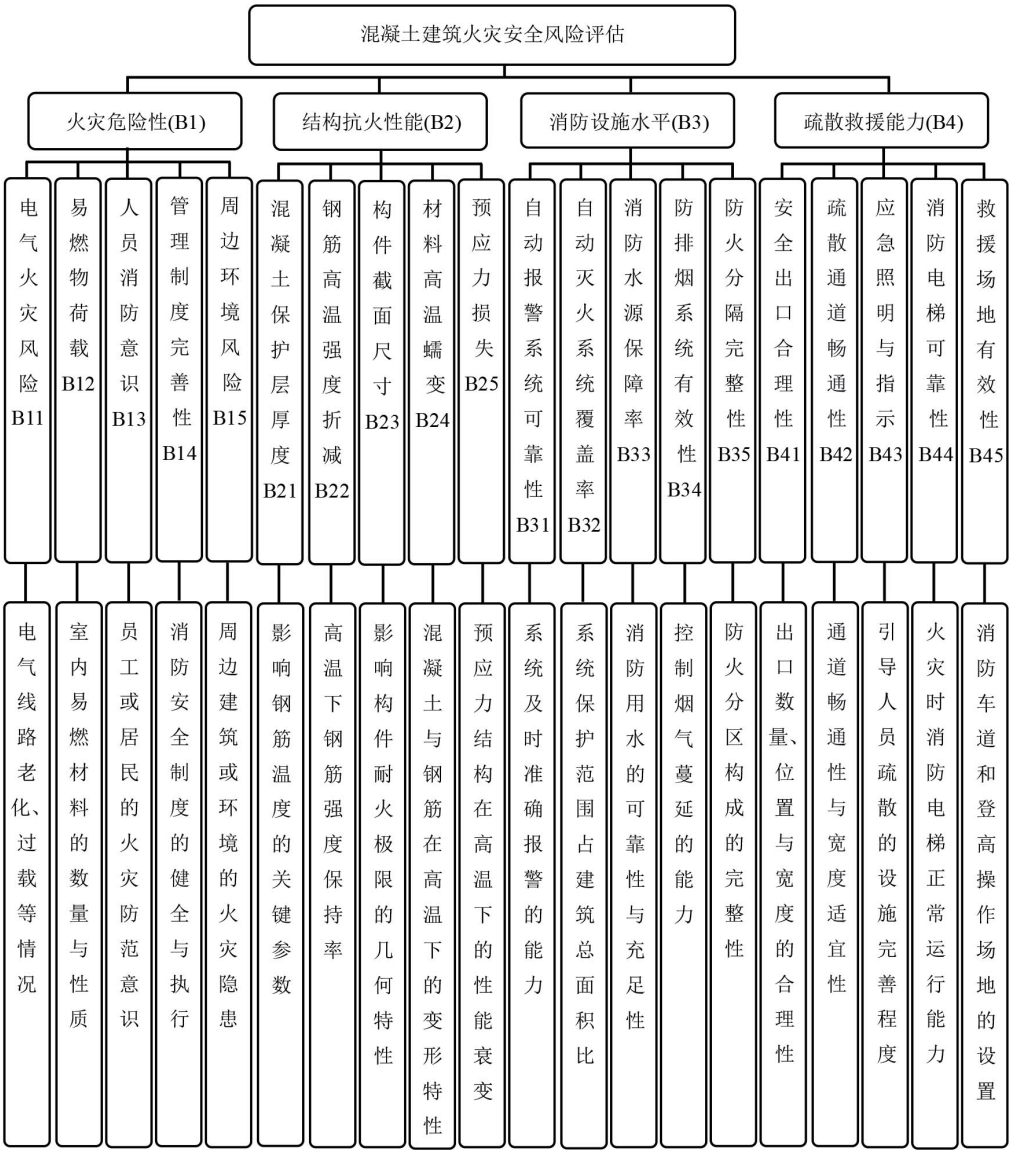 混凝土建筑火灾安全风险评估
火灾危险性(B1)
结构抗火性能(B2)
消防设施水平(B3)
疏散救援能力(B4)
电气火灾风险B11
易燃物荷载B12
人员消防意识B13
管理制度完善性B14
周边环境风险B15
混凝土保护层厚度B21
钢筋高温强度折减B22
构件截面尺寸B23
材料高温蠕变B24
预应力损失B25
自动报警系统可靠性B31
自动灭火系统覆盖率B32
消防水源保障率B33
防排烟系统有效性B34
防火分隔完整性B35
安全出口合理性B41
疏散通道畅通性B42
应急照明与指示B43
消防电梯可靠性B44
救援场地有效性B45
电气线路老化、过载等情况
室内易燃材料的数量与性质
员工或居民的火灾防范意识
消防安全制度的健全与执行
周边建筑或环境的火灾隐患
影响钢筋温度的关键参数
高温下钢筋强度保持率
影响构件耐火极限的几何特性
混凝土与钢筋在高温下的变形特性
预应力结构在高温下的性能衰变
系统及时准确报警的能力
系统保护范围占建筑总面积比
消防用水的可靠性与充足性
控制烟气蔓延的能力
防火分区构成的完整性
出口数量、位置与宽度的合理性
通道畅通性与宽度适宜性
引导人员疏散的设施完善程度
火灾时消防电梯正常运行能力
消防车道和登高操作场地的设置